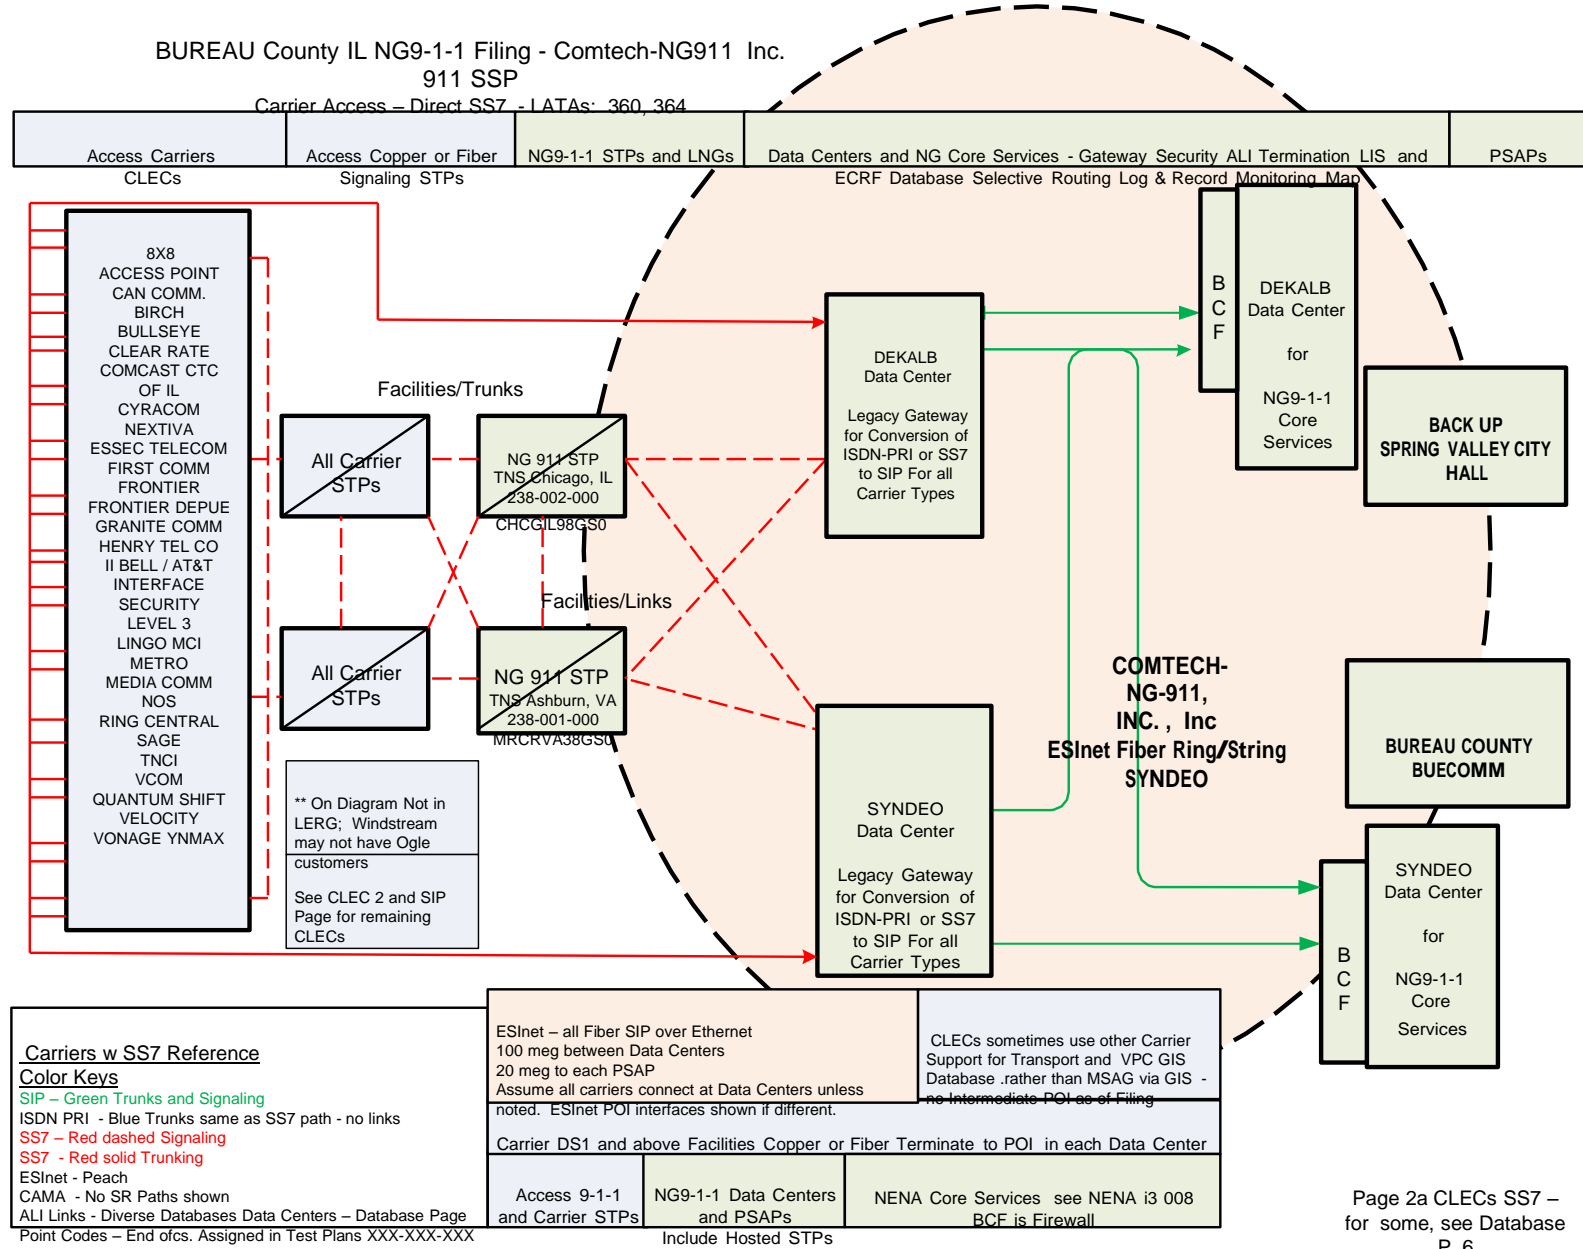 BUREAU County IL NG9-1-1 Filing - Comtech-NG911 Inc.
911 SSP
Carrier Access – Direct SS7 - LATAs: 360, 364
Access Carriers
CLECs
Access Copper or Fiber
Signaling STPs
NG9-1-1 STPs and LNGs
Data Centers and NG Core Services - Gateway Security ALI Termination LIS and
ECRF Database Selective Routing Log & Record Monitoring Map
PSAPs
8X8
ACCESS POINT
CAN COMM.
BIRCH
BULLSEYE
CLEAR RATE
COMCAST CTC
OF IL
CYRACOM
NEXTIVA
ESSEC TELECOM
FIRST COMM
FRONTIER
FRONTIER DEPUE
GRANITE COMM
HENRY TEL CO
II BELL / AT&T
INTERFACE
SECURITY
LEVEL 3
LINGO MCI
METRO
MEDIA COMM
NOS
RING CENTRAL
SAGE
TNCI
VCOM
QUANTUM SHIFT
VELOCITY
VONAGE YNMAX
Facilities/Trunks
All Carrier
STPs
NG 911 STP
TNS Chicago, IL
238-002-000
CHCGIL98GS0
Facilities/Links
All Carrier
STPs
NG 911 STP
TNS Ashburn, VA
238-001-000
MRCRVA38GS0
** On Diagram Not in
LERG; Windstream
may not have Ogle
customers
See CLEC 2 and SIP
Page for remaining
CLECs
DEKALB
Data Center
Legacy Gateway
for Conversion of
ISDN-PRI or SS7
to SIP For all
Carrier Types
SYNDEO
Data Center
Legacy Gateway
for Conversion of
ISDN-PRI or SS7
to SIP For all
Carrier Types
B
C
F
DEKALB
Data Center
for
NG9-1-1
Core
Services
BACK UP
SPRING VALLEY CITY
HALL
COMTECH-
NG-911,
INC. , Inc
ESInet Fiber Ring/String
SYNDEO
BUREAU COUNTY
BUECOMM
B
C
F
SYNDEO
Data Center
for
NG9-1-1
Core
Services
Carriers w SS7 Reference
Color Keys
SIP – Green Trunks and Signaling
ISDN PRI - Blue Trunks same as SS7 path - no links
SS7 – Red dashed Signaling
SS7 - Red solid Trunking
ESInet - Peach
CAMA - No SR Paths shown
ALI Links - Diverse Databases Data Centers – Database Page
Point Codes – End ofcs. Assigned in Test Plans XXX-XXX-XXX
ESInet – all Fiber SIP over Ethernet
100 meg between Data Centers
20 meg to each PSAP
Assume all carriers connect at Data Centers unless
noted. ESInet POI interfaces shown if different.
CLECs sometimes use other Carrier
Support for Transport and VPC GIS
Database .rather than MSAG via GIS -
no Intermediate POI as of Filing
Carrier DS1 and above Facilities Copper or Fiber Terminate to POI in each Data Center
Access 9-1-1
and Carrier STPs
NG9-1-1 Data Centers
and PSAPs
Include Hosted STPs
NENA Core Services see NENA i3 008
BCF is Firewall
Page 2a CLECs SS7 –
for some, see Database
P. 6